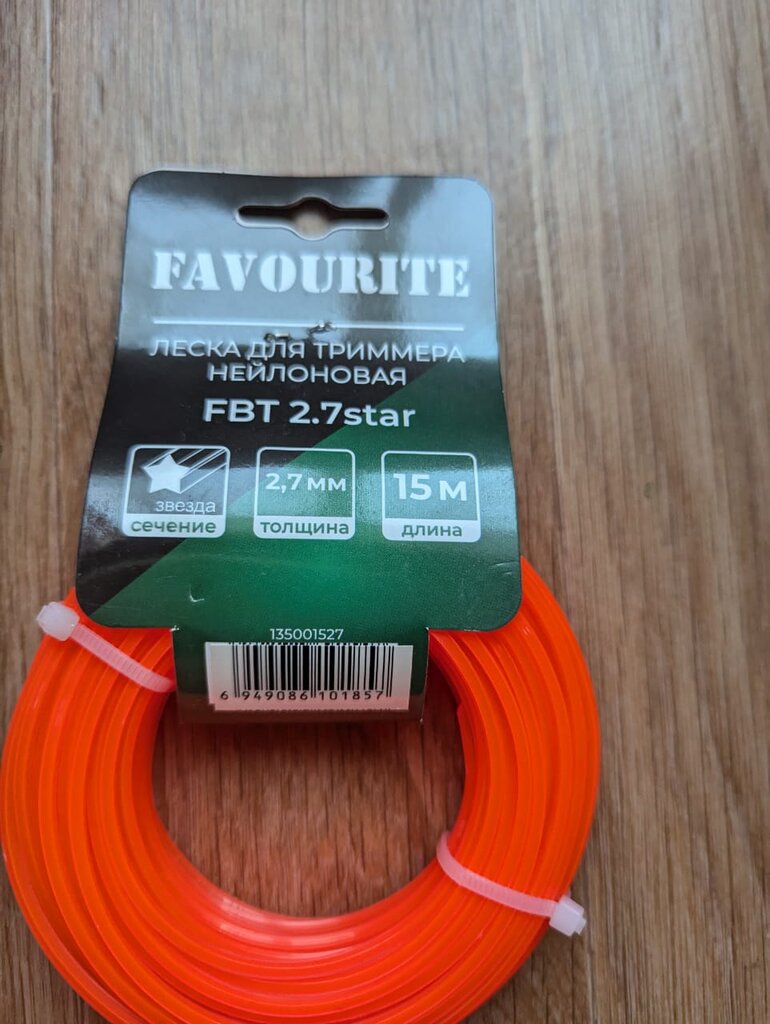 FAVOURITE
ЛЕСКА ДЛЯ ТРИММЕРА
НЕЙЛОНОВАЯ
FBT 2.7star
звезда
сечение
2,7 мм
толщина
15 м
длина
135001527
6 949086 101857